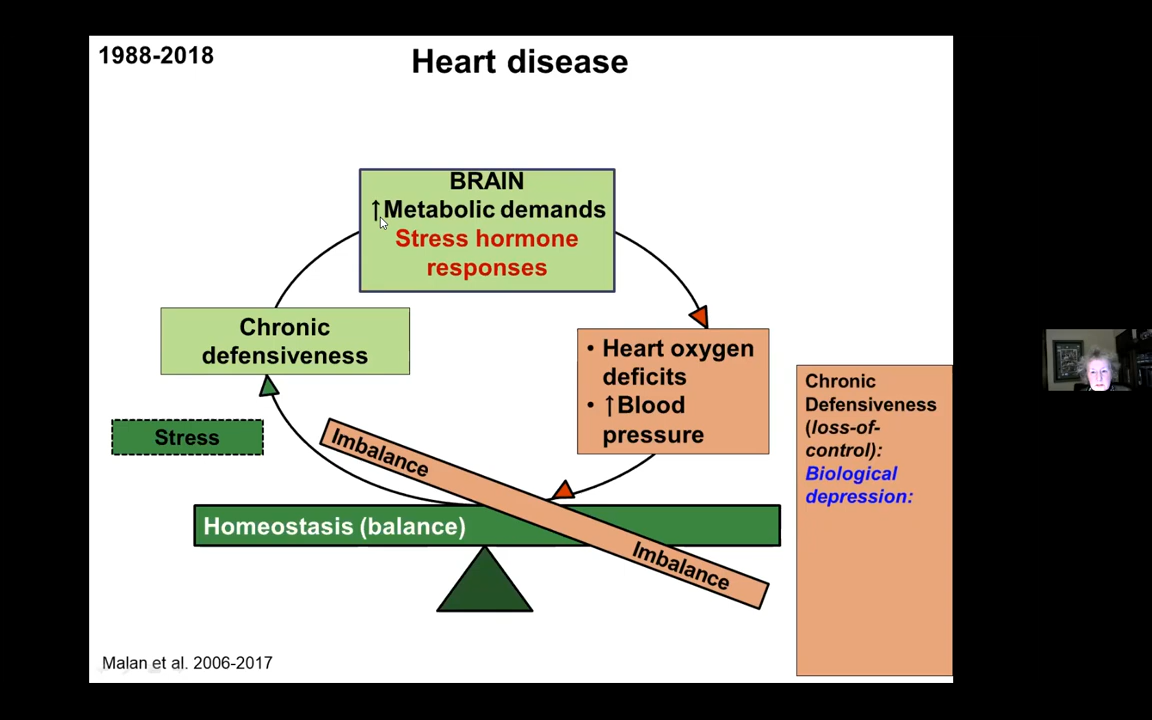 1988-2018
Heart disease
BRAIN
↑Metabolic demands
Stress hormone
responses
Chronic
defensiveness
• Heart oxygen
deficits
• ↑Blood
pressure
Stress
Imbalance
Homeostasis (balance)
Imbalance
Chronic
Defensiveness
(loss-of-
control):
Biological
depression:
Malan et al. 2006-2017